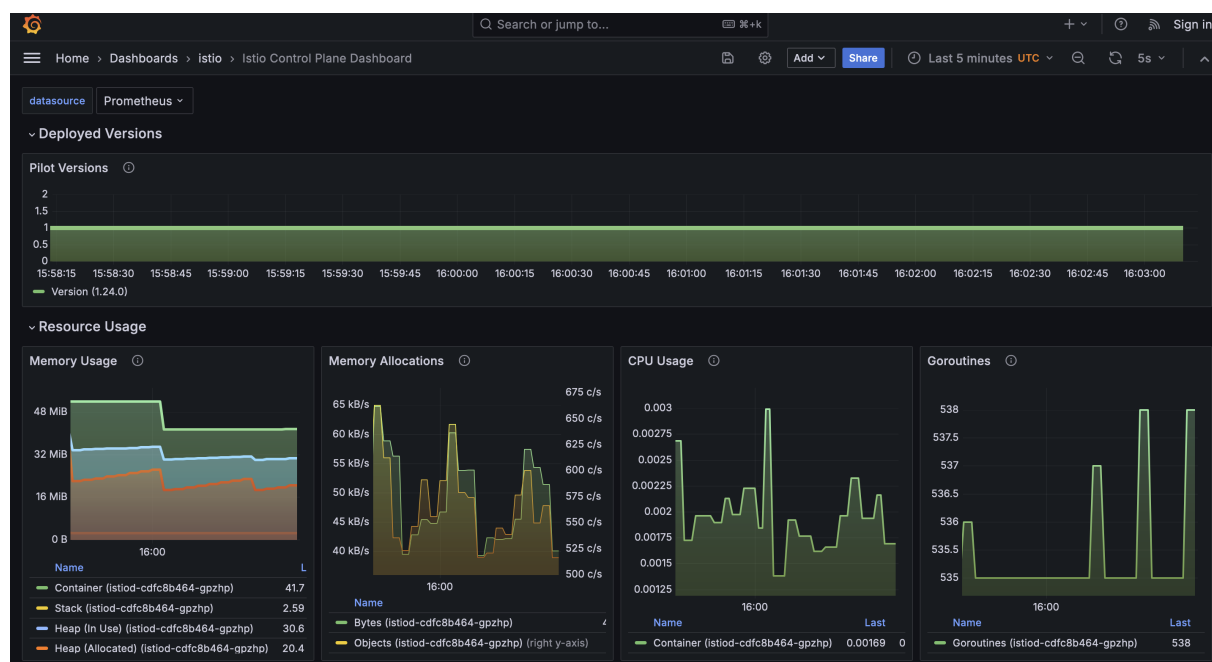 Search or jump to... ⌘+k Sign in
Home › Dashboards › istio › Istio Control Plane Dashboard Add Share Last 5 minutes UTC 5s
datasource Prometheus
Deployed Versions
Pilot Versions
2
1.5
1
0.5
0
15:58:15 15:58:30 15:58:45 15:59:00 15:59:15 15:59:30 15:59:45 16:00:00 16:00:15 16:00:30 16:00:45 16:01:00 16:01:15 16:01:30 16:01:45 16:02:00 16:02:15 16:02:30 16:02:45 16:03:00
Version (1.24.0)
Resource Usage
Memory Usage
48 MiB
32 MiB
16 MiB
0 B
16:00
Name L
Container (istiod-cdfc8b464-gpzhp) 41.7
Stack (istiod-cdfc8b464-gpzhp) 2.59
Heap (In Use) (istiod-cdfc8b464-gpzhp) 30.6
Heap (Allocated) (istiod-cdfc8b464-gpzhp) 20.4
Memory Allocations
65 kB/s
60 kB/s
55 kB/s
50 kB/s
45 kB/s
40 kB/s
675 c/s
650 c/s
625 c/s
600 c/s
575 c/s
550 c/s
525 c/s
500 c/s
16:00
Name
Bytes (istiod-cdfc8b464-gpzhp)
Objects (istiod-cdfc8b464-gpzhp) (right y-axis)
CPU Usage
0.003
0.00275
0.0025
0.00225
0.002
0.00175
0.0015
0.00125
16:00
Name Last
Container (istiod-cdfc8b464-gpzhp) 0.00169 0
Goroutines
538
537.5
537
536.5
536
535.5
535
16:00
Name Last
Goroutines (istiod-cdfc8b464-gpzhp) 538